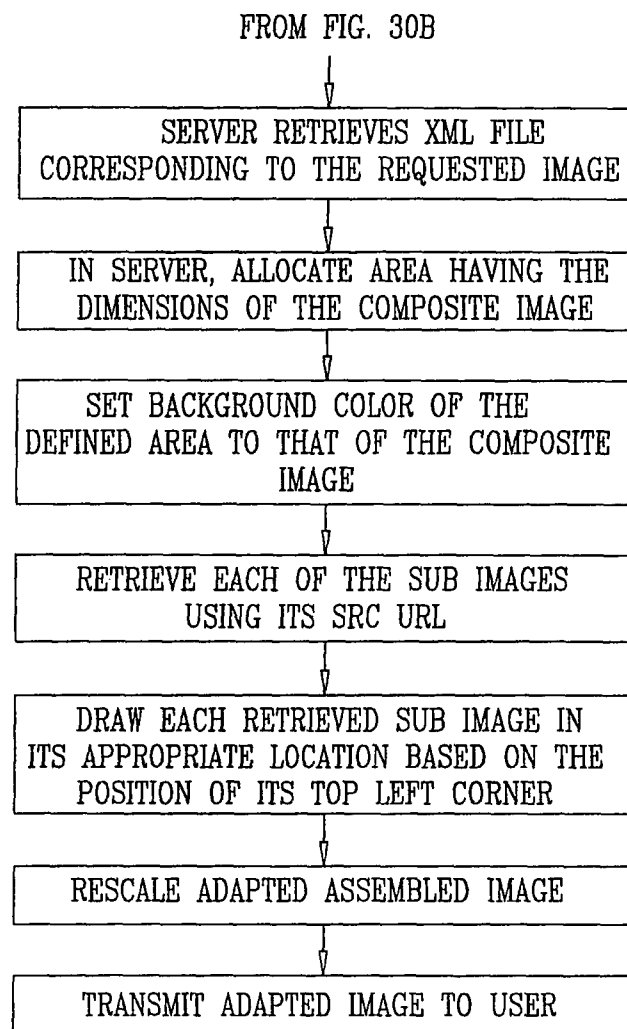 FROM FIG. 30B
SERVER RETRIEVES XML FILE
CORRESPONDING TO THE REQUESTED IMAGE
IN SERVER, ALLOCATE AREA HAVING THE
DIMENSIONS OF THE COMPOSITE IMAGE
SET BACKGROUND COLOR OF THE
DEFINED AREA TO THAT OF THE COMPOSITE
IMAGE
RETRIEVE EACH OF THE SUB IMAGES
USING ITS SRC URL
DRAW EACH RETRIEVED SUB IMAGE IN
ITS APPROPRIATE LOCATION BASED ON THE
POSITION OF ITS TOP LEFT CORNER
RESCALE ADAPTED ASSEMBLED IMAGE
TRANSMIT ADAPTED IMAGE TO USER